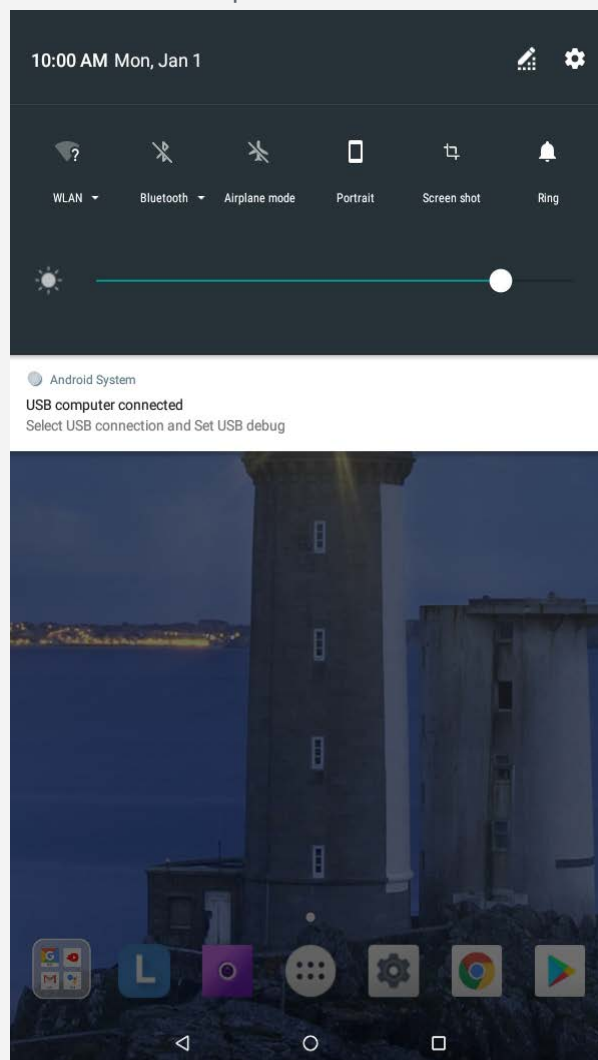 10:00 AM Mon, Jan 1
WLAN Bluetooth Airplane mode Portrait Screen shot Ring
Android System
USB computer connected
Select USB connection and Set USB debug
L